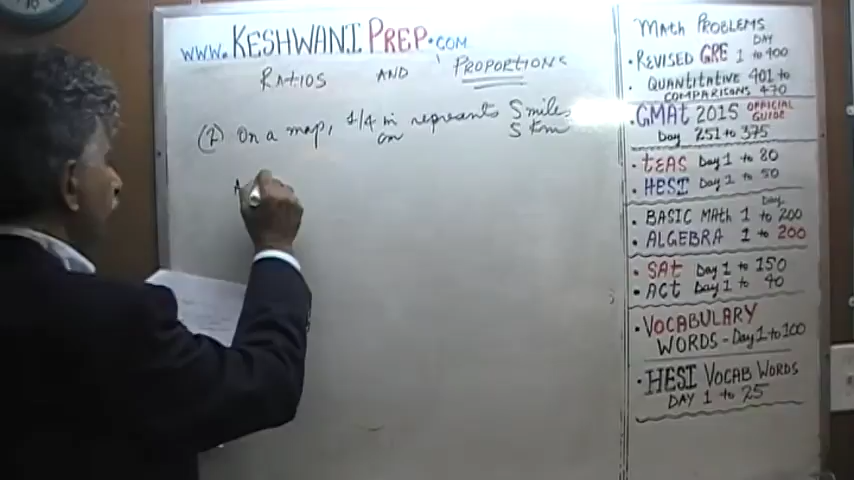 www.KESHWANI PREP.COM
RATIOS AND PROPORTIONS
(2) On a map, 1/4 in represents 5 miles
cm 5 km
A
MATH PROBLEMS
DAY
• REVISED GRE 1 to 400
• QUANTITATIVE 401 to
COMPARISONS 470
• GMAT 2015 OFFICIAL GUIDE
Day 251 to 375
• TEAS Day 1 to 80
• HESI Day 1 to 50
Day
• BASIC MATH 1 to 200
• ALGEBRA 1 to 200
• SAT Day 1 to 150
• ACT Day 1 to 40
• VOCABULARY
WORDS - Day 1 to 100
• HESI VOCAB WORDS
DAY 1 to 25